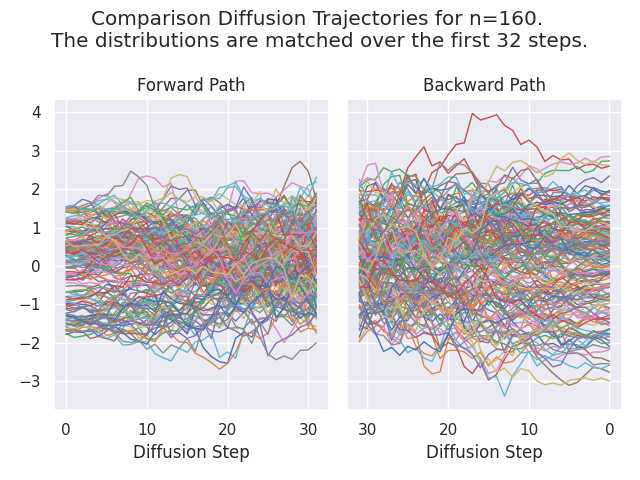 Comparison Diffusion Trajectories for n=160.
The distributions are matched over the first 32 steps.
Forward Path
Backward Path
4
3
2
1
0
−1
−2
−3
0
10
20
30
30
20
10
0
Diffusion Step
Diffusion Step